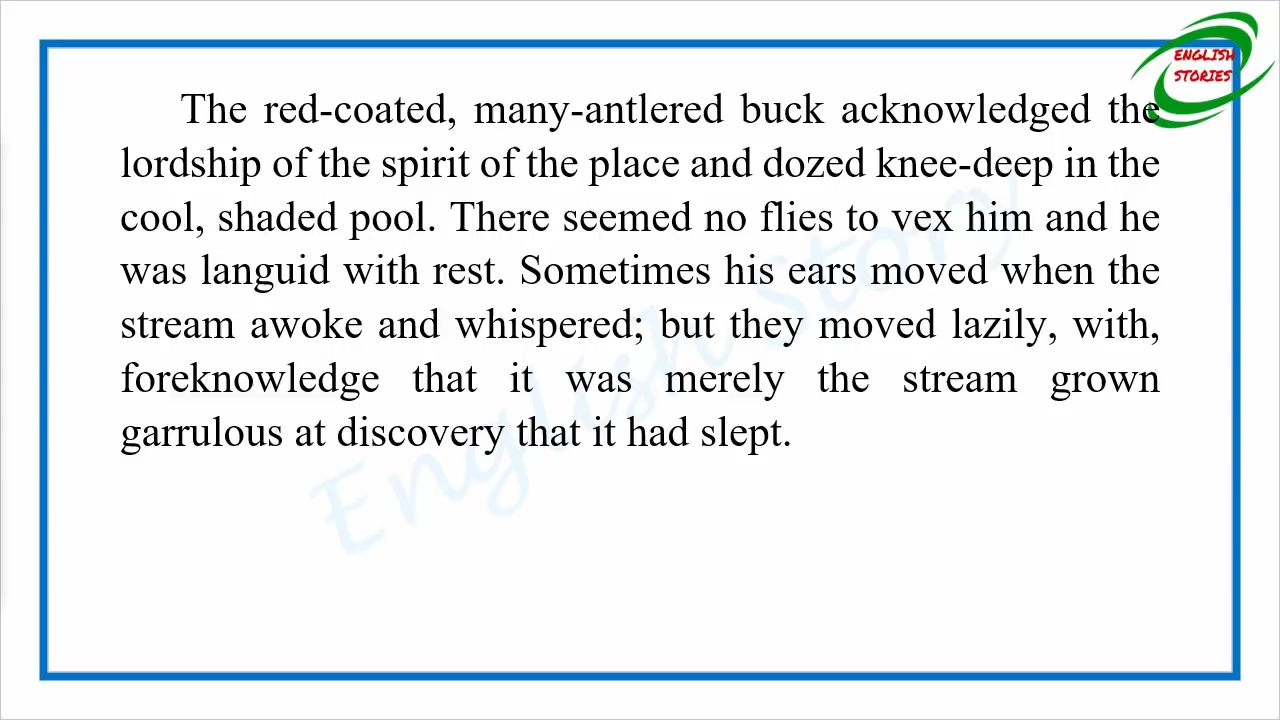 ENGLISH
STORIES
The red-coated, many-antlered buck acknowledged the
lordship of the spirit of the place and dozed knee-deep in the
cool, shaded pool. There seemed no flies to vex him and he
was languid with rest. Sometimes his ears moved when the
stream awoke and whispered; but they moved lazily, with,
foreknowledge that it was merely the stream grown
garrulous at discovery that it had slept.
English Story